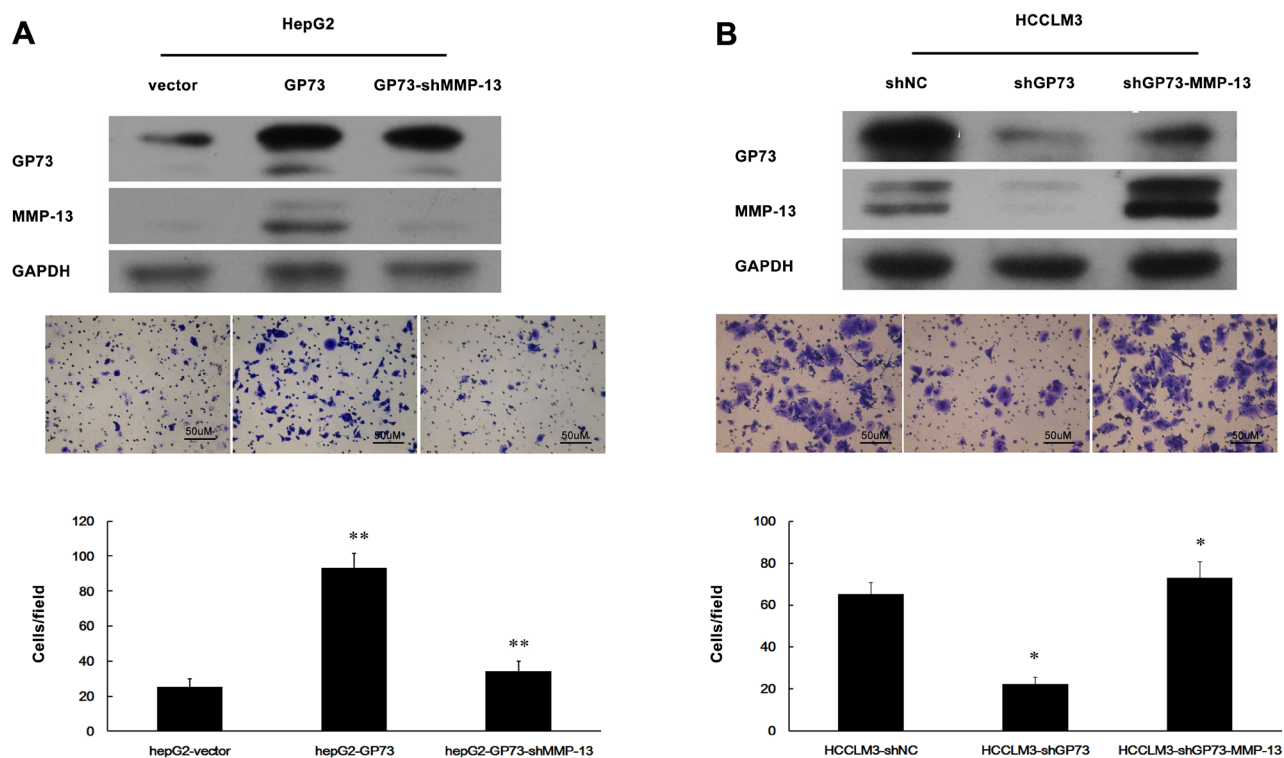 A
HepG2
vector GP73 GP73-shMMP-13
GP73
MMP-13
GAPDH
50uM 50uM 50uM
120
100
80
60
40
20
0
Cells/field
**
**
hepG2-vector hepG2-GP73 hepG2-GP73-shMMP-13
B
HCCLM3
shNC shGP73 shGP73-MMP-13
GP73
MMP-13
GAPDH
50uM 50uM 50uM
100
80
60
40
20
0
Cells/field
*
*
HCCLM3-shNC HCCLM3-shGP73 HCCLM3-shGP73-MMP-13